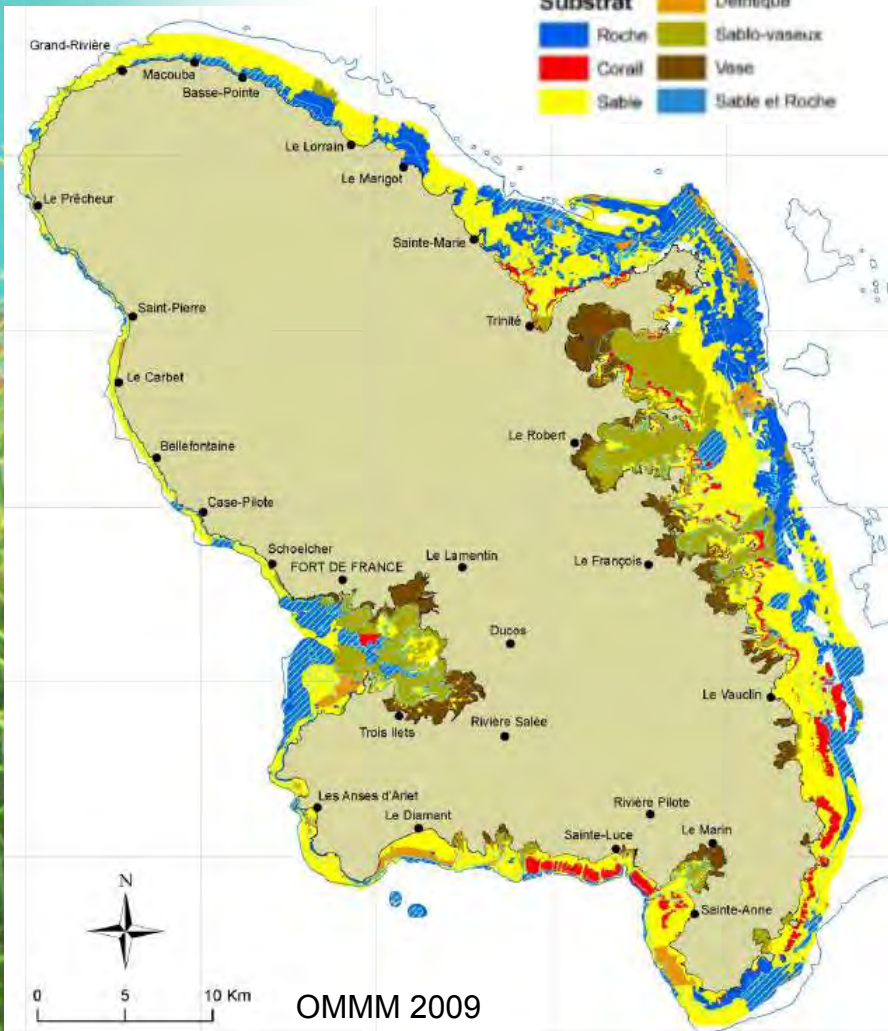 Substrat
Détritique
Roche
Sablo-vaseux
Corail
Vase
Sable
Sable et Roche
Grand-Rivière
Macouba
Basse-Pointe
Le Lorrain
Le Marigot
Le Prêcheur
Sainte-Marie
Saint-Pierre
Trinité
Le Carbet
Le Robert
Bellefontaine
Case-Pilote
Schoelcher
FORT DE FRANCE
Le Lamentin
Le François
Ducos
Le Vauclin
Trois Ilets
Rivière Salée
Les Anses d'Arlet
Le Diamant
Rivière Pilote
Sainte-Luce
Le Marin
Sainte-Anne
N
0 5 10 Km
OMMM 2009